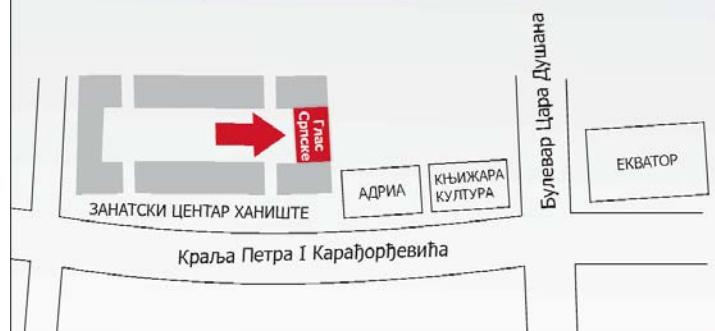 Глас
Српске
Булевар Цара Душана
ЕКВАТОР
АДРИА
КЊИЖАРА
КУЛТУРА
ЗАНАТСКИ ЦЕНТАР ХАНИШТЕ
Краља Петра I Карађорђевића